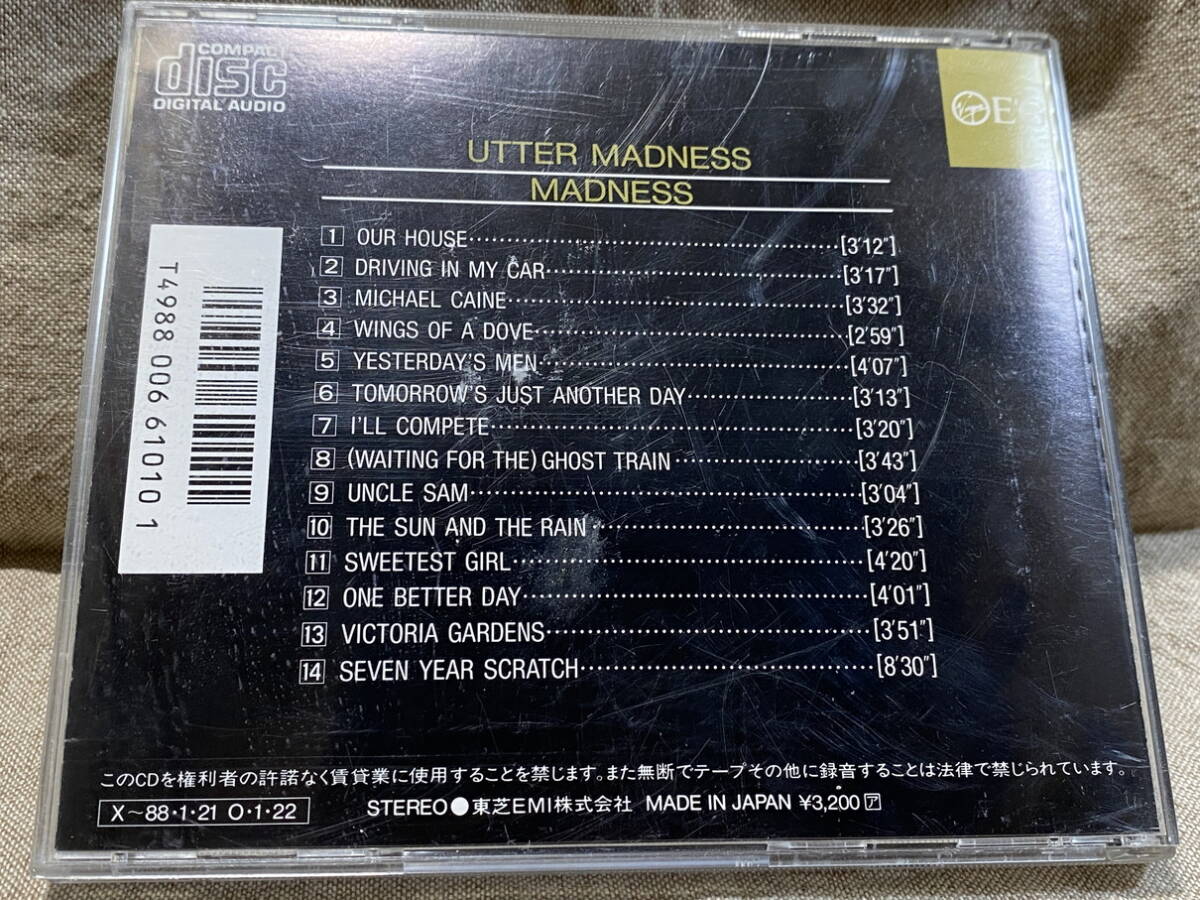 COMPACT
disc
DIGITAL AUDIO
Virgin
UTTER MADNESS
MADNESS
1 OUR HOUSE [3'12"]
2 DRIVING IN MY CAR [3'17"]
3 MICHAEL CAINE [3'32"]
4 WINGS OF A DOVE [2'59"]
5 YESTERDAY'S MEN [4'07"]
6 TOMORROW'S JUST ANOTHER DAY [3'13"]
7 I'LL COMPETE [3'20"]
8 (WAITING FOR THE) GHOST TRAIN [3'43"]
9 UNCLE SAM [3'04"]
10 THE SUN AND THE RAIN [3'26"]
11 SWEETEST GIRL [4'20"]
12 ONE BETTER DAY [4'01"]
13 VICTORIA GARDENS [3'51"]
14 SEVEN YEAR SCRATCH [8'30"]
T4988 006 61010 1
このCDを権利者の許諾なく賃貸業に使用することを禁じます。また無断でテープその他に録音することは法律で禁じられています。
X〜88・1・21 O・1・22
STEREO●東芝EMI株式会社 MADE IN JAPAN ¥3,200 ア